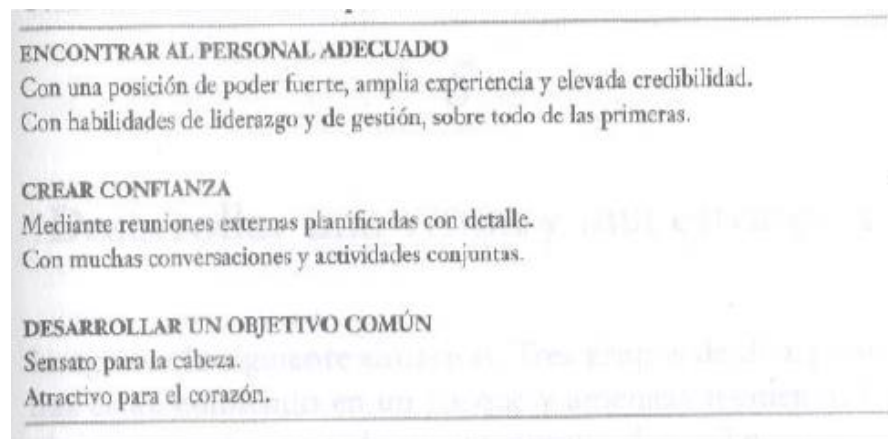 ENCONTRAR AL PERSONAL ADECUADO
Con una posición de poder fuerte, amplia experiencia y elevada credibilidad.
Con habilidades de liderazgo y de gestión, sobre todo de las primeras.
CREAR CONFIANZA
Mediante reuniones externas planificadas con detalle.
Con muchas conversaciones y actividades conjuntas.
DESARROLLAR UN OBJETIVO COMÚN
Sensato para la cabeza.
Atractivo para el corazón.